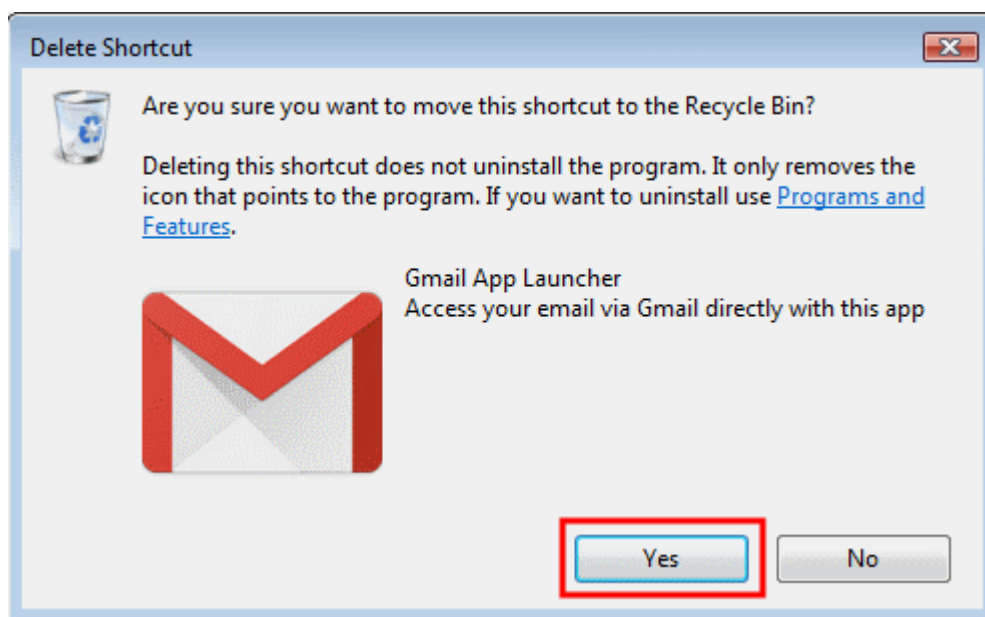 Delete Shortcut
Are you sure you want to move this shortcut to the Recycle Bin?
Deleting this shortcut does not uninstall the program. It only removes the
icon that points to the program. If you want to uninstall use Programs and
Features.
Gmail App Launcher
Access your email via Gmail directly with this app
Yes
No